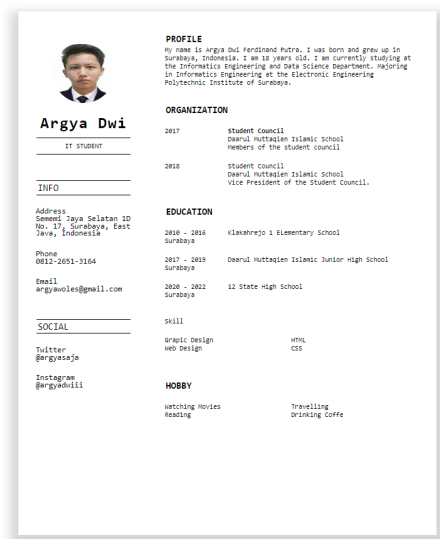 Argya Dwi
IT STUDENT
INFO
Address
Sememi Jaya Selatan 1D
No. 17, Surabaya, East
Java, Indonesia
Phone
0812-2651-3164
Email
argyawoles@gmail.com
SOCIAL
Twitter
@argyasaja
Instagram
@argyadwiii
PROFILE
My name is Argya Dwi Ferdinand Putra. I was born and grew up in
Surabaya, Indonesia. I am 18 years old. I am currently studying at
the Informatics Engineering and Data Science Department. Majoring
in Informatics Engineering at the Electronic Engineering
Polytechnic Institute of Surabaya.
ORGANIZATION
2017 Student Council
Daarul Muttaqien Islamic School
Members of the student council
2018 Student Council
Daarul Muttaqien Islamic School
Vice President of the Student Council.
EDUCATION
2010 - 2016 Klakahrejo 1 ELementary School
Surabaya
2017 - 2019 Daarul Muttaqien Islamic Junior High School
Surabaya
2020 - 2022 12 State High School
Surabaya
Skill
Grapic Design HTML
Web Design CSS
HOBBY
Watching Movies Travelling
Reading Drinking Coffe